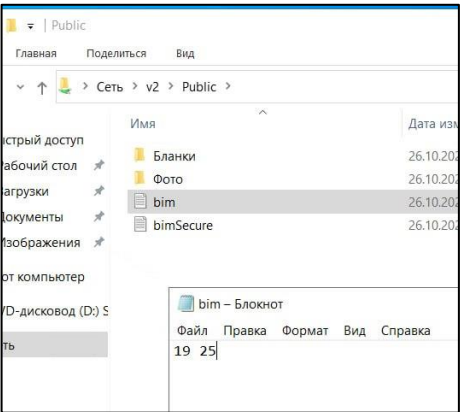 Public
Главная Поделиться Вид
Сеть > v2 > Public >
Имя Дата изм
стрый доступ
Бланки 26.10.202
абочий стол
Фото 26.10.202
агрузки
bim 26.10.202
окументы
bimSecure 26.10.202
Изображения
от компьютер
VD-дисковод (D:) S
bim – Блокнот
Файл Правка Формат Вид Справка
ть
19 25